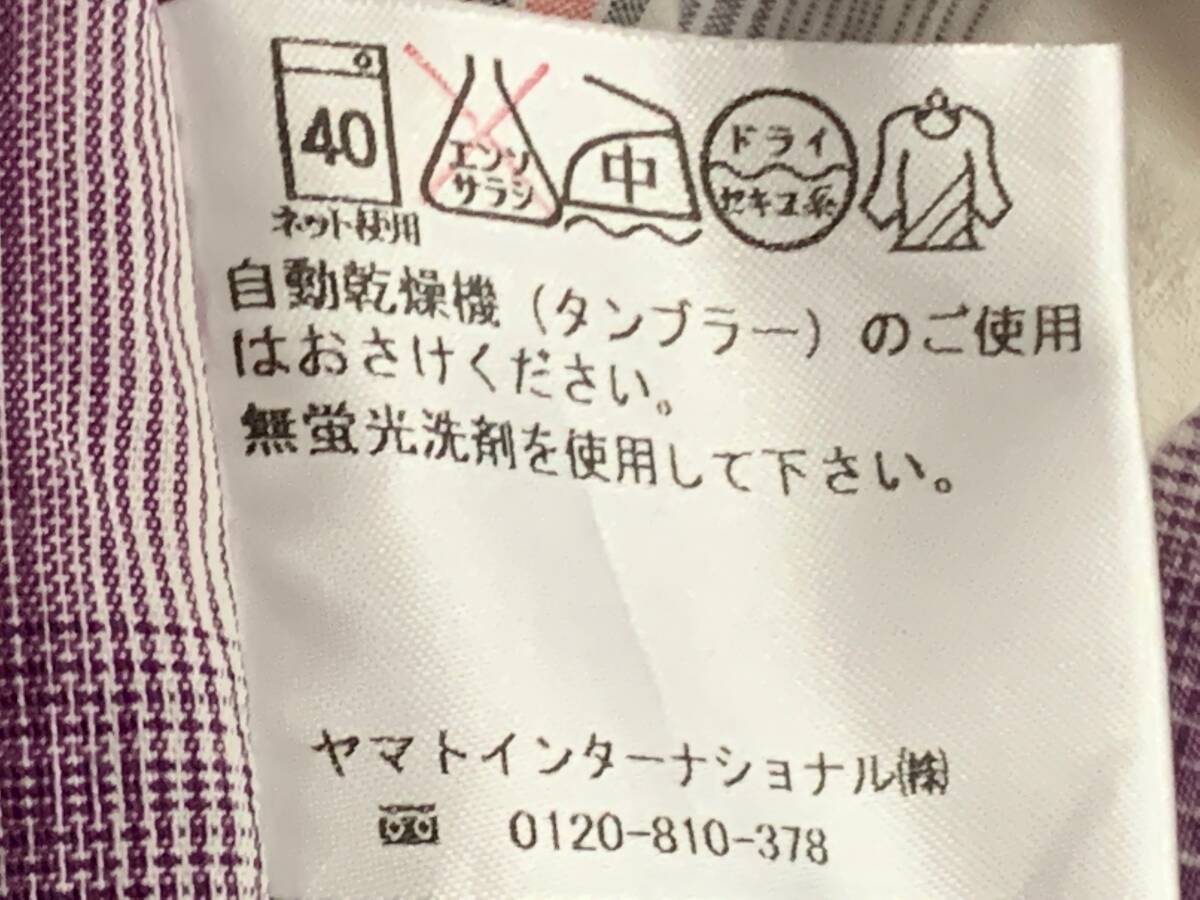 40
ネット使用
エンソ
サラシ
中
ドライ
セキユ系
自動乾燥機（タンブラー）のご使用
はおさけください。
無蛍光洗剤を使用して下さい。
ヤマトインターナショナル㈱
0120-810-378